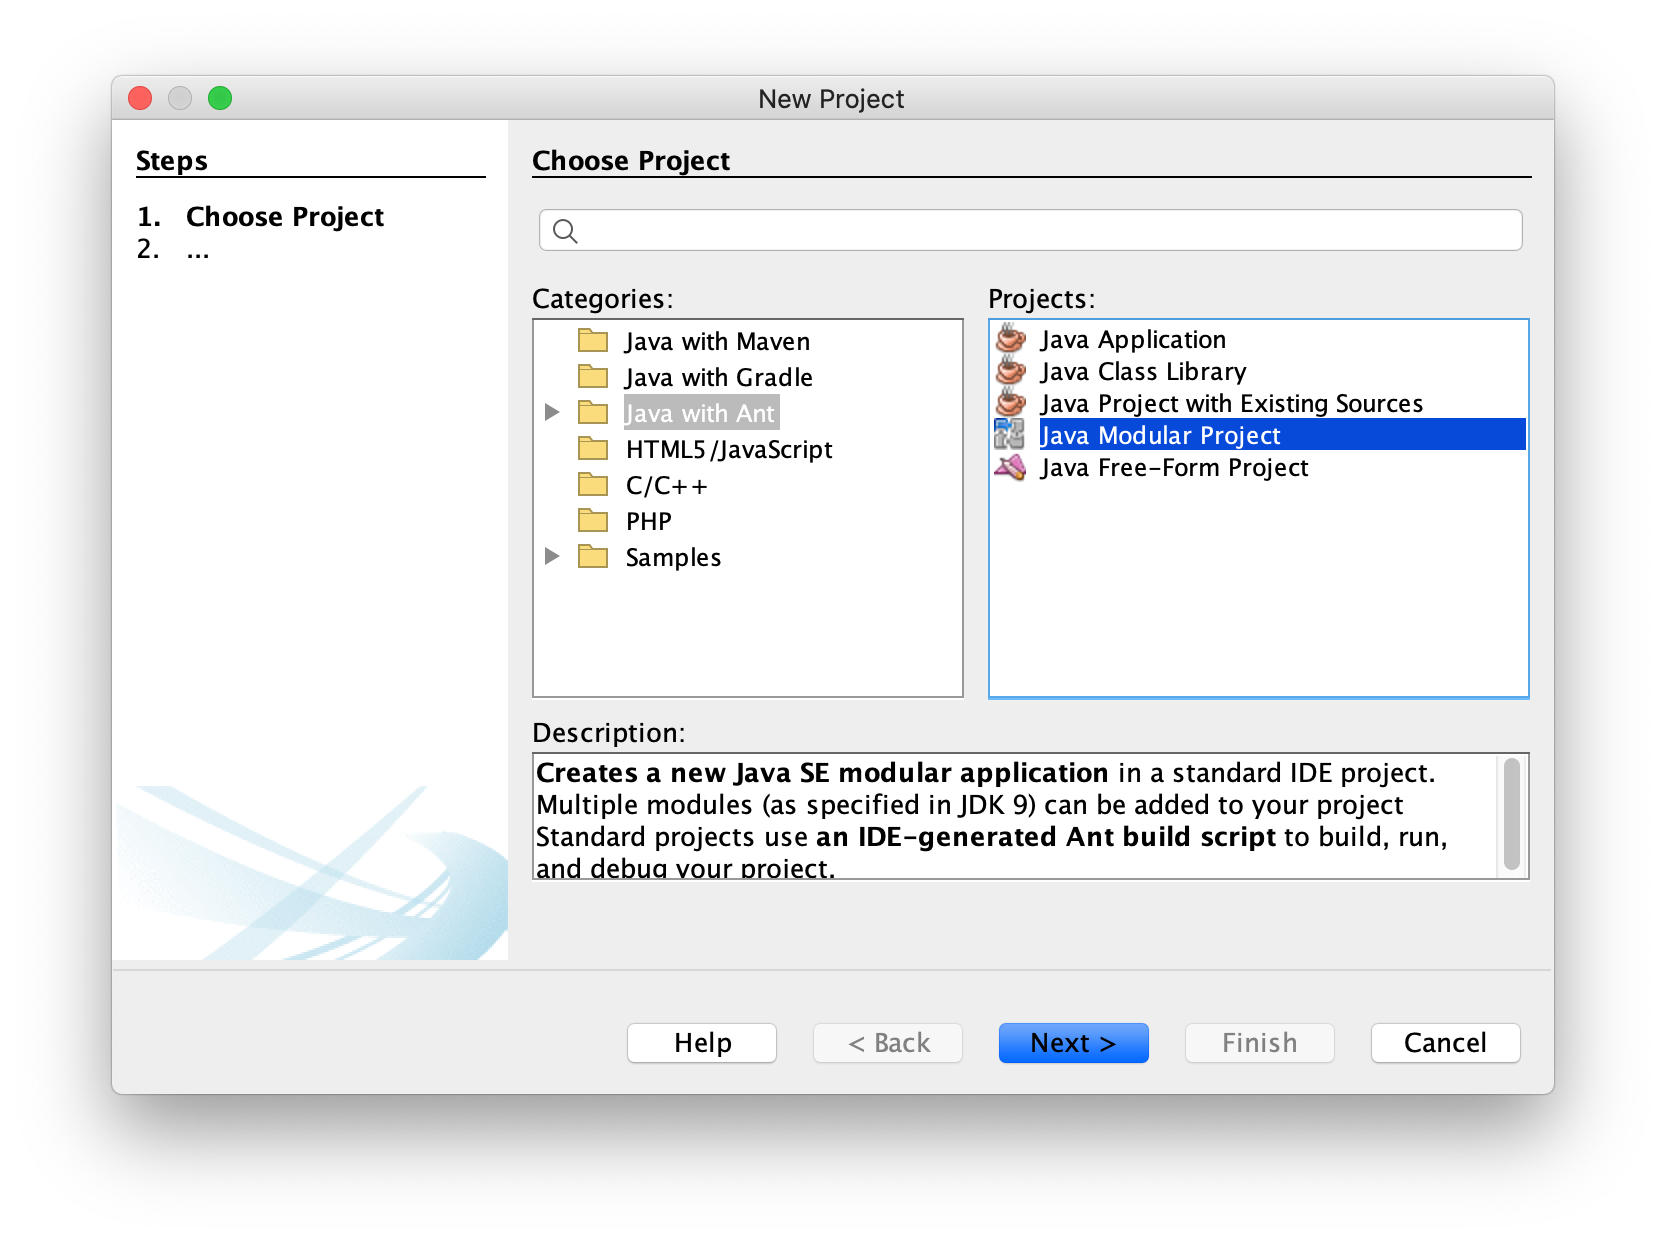 New Project
Steps
1. Choose Project
2. ...
Choose Project
Categories:
Java with Maven
Java with Gradle
Java with Ant
HTML5/JavaScript
C/C++
PHP
Samples
Projects:
Java Application
Java Class Library
Java Project with Existing Sources
Java Modular Project
Java Free-Form Project
Description:
Creates a new Java SE modular application in a standard IDE project.
Multiple modules (as specified in JDK 9) can be added to your project
Standard projects use an IDE-generated Ant build script to build, run,
and debug your project.
Help
< Back
Next >
Finish
Cancel